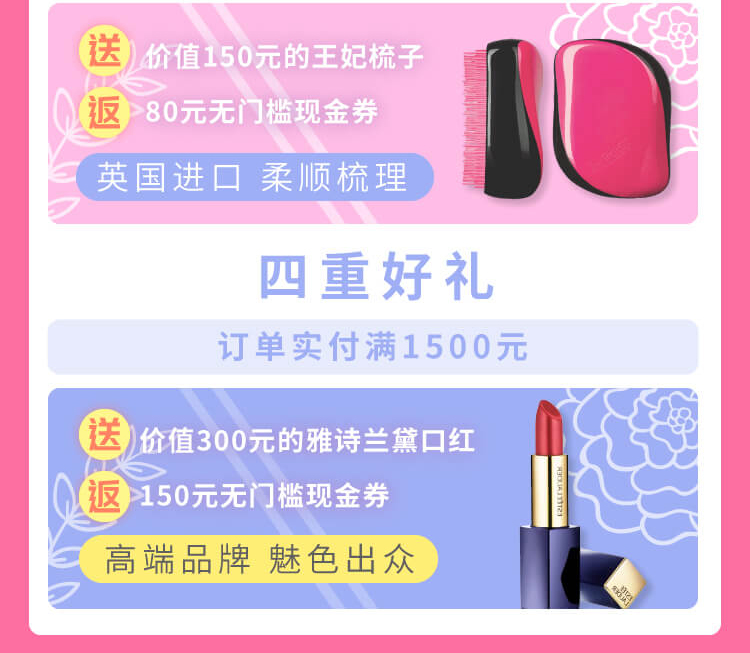 送 价值150元的王妃梳子
返 80元无门槛现金券
英国进口 柔顺梳理
四重好礼
订单实付满1500元
送 价值300元的雅诗兰黛口红
返 150元无门槛现金券
高端品牌 魅色出众